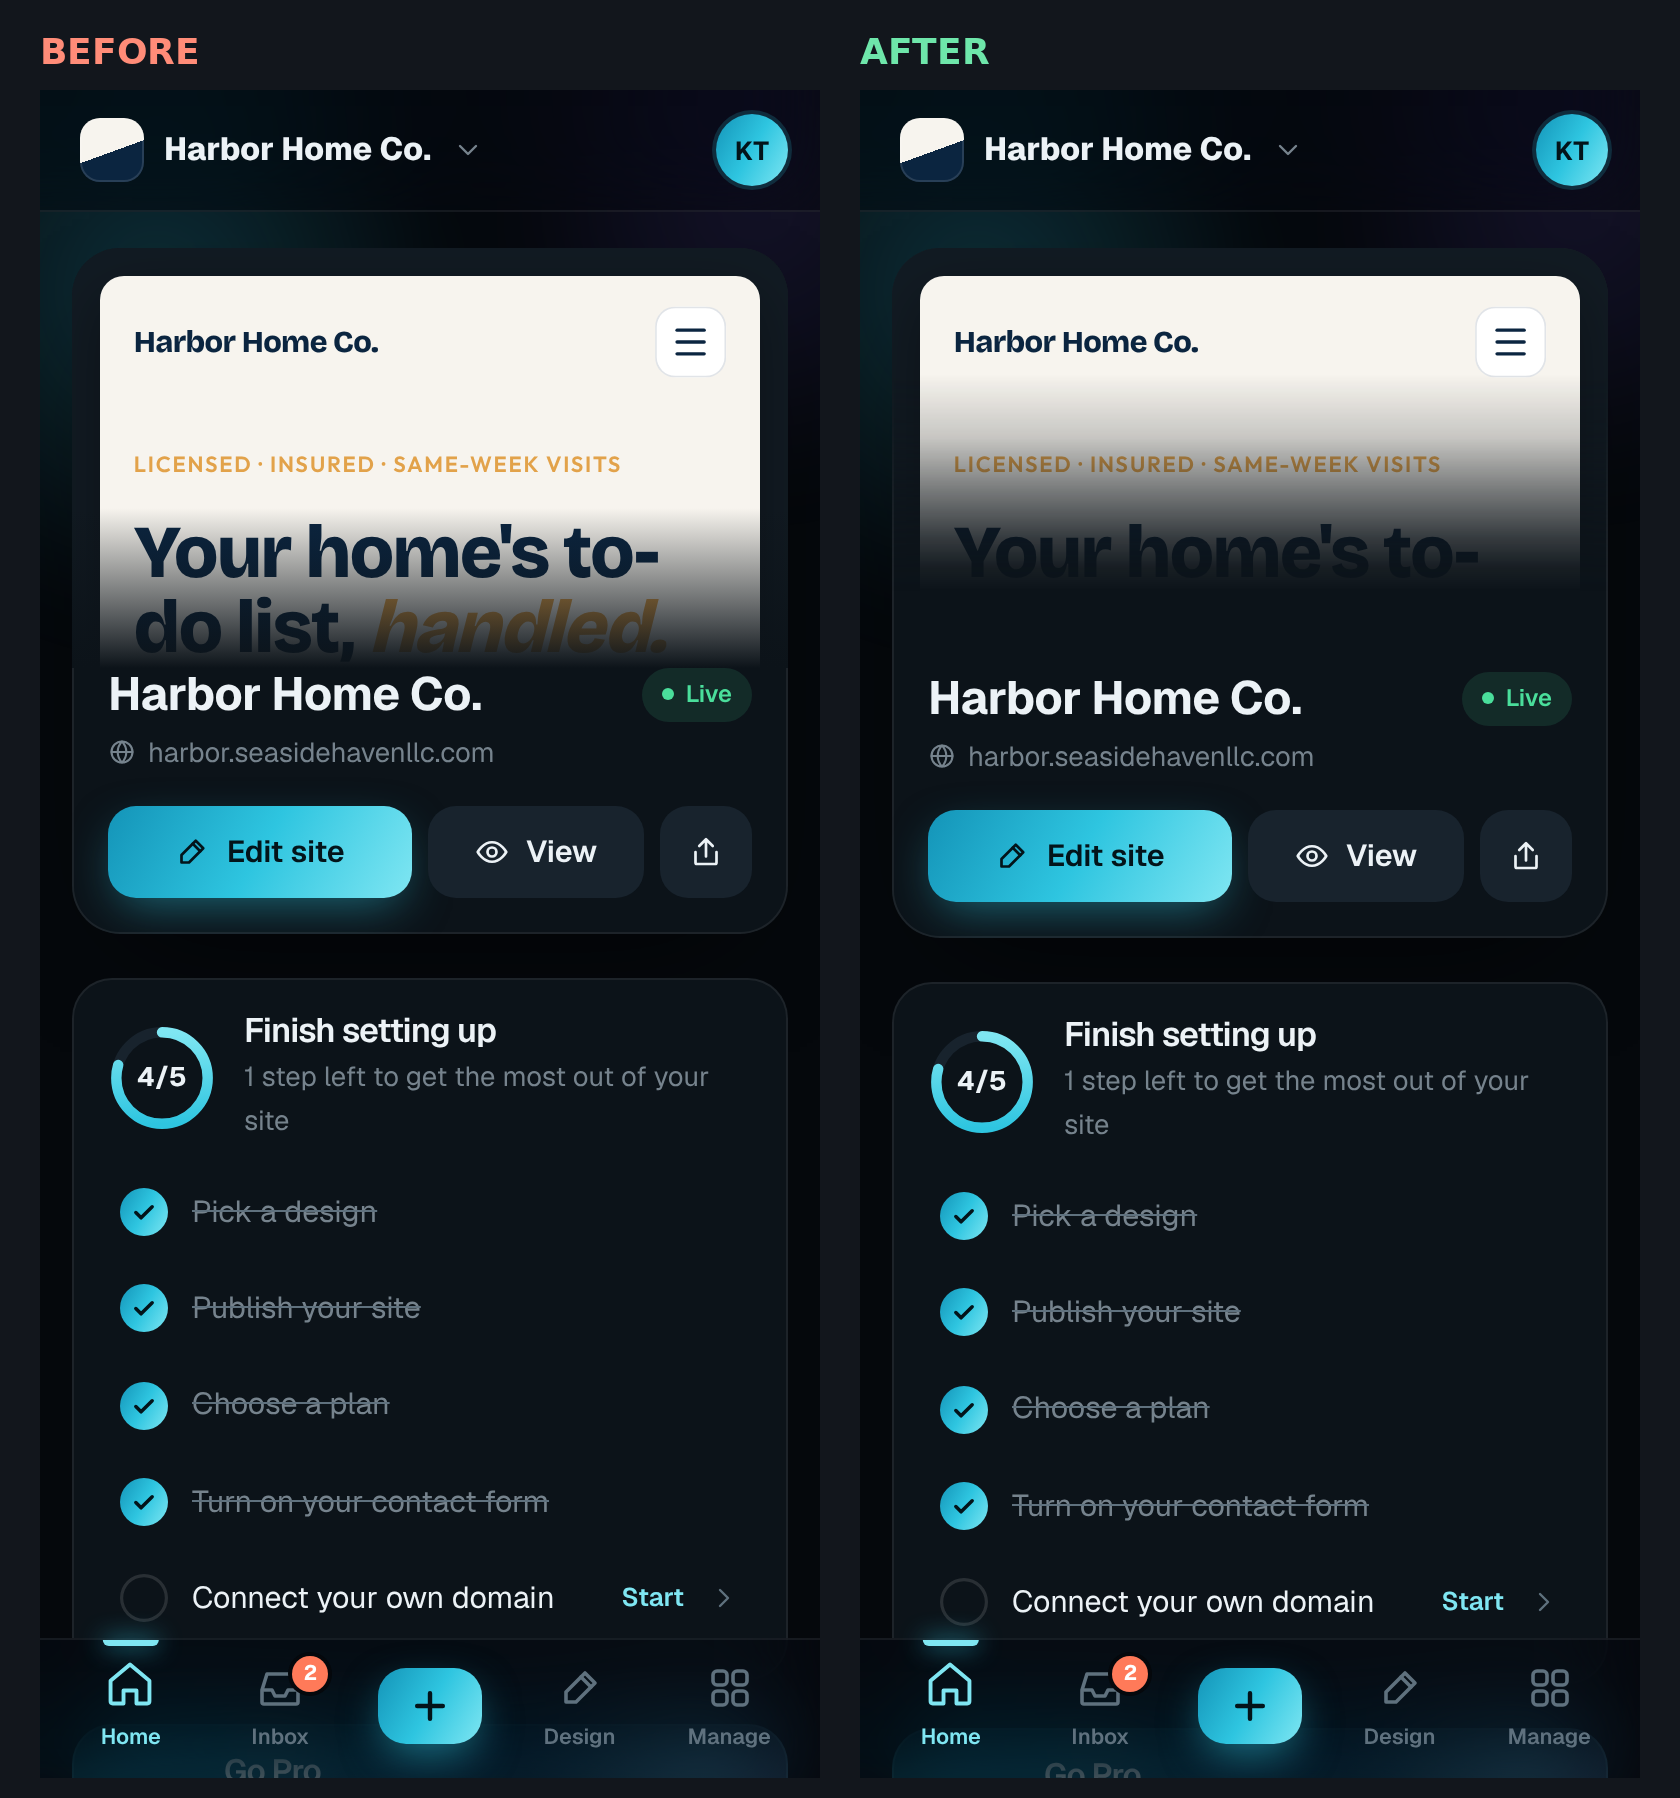 BEFORE
Harbor Home Co.
KT
Harbor Home Co.
LICENSED · INSURED · SAME-WEEK VISITS
Your home's to-
do list, handled.
Harbor Home Co.
Live
harbor.seasidehavenllc.com
Edit site
View
4/5
Finish setting up
1 step left to get the most out of your
site
Pick a design
Publish your site
Choose a plan
Turn on your contact form
Connect your own domain
Start
Home
Inbox
2
Design
Manage
Go Pro
AFTER
Harbor Home Co.
KT
Harbor Home Co.
LICENSED · INSURED · SAME-WEEK VISITS
Your home's to-
Harbor Home Co.
Live
harbor.seasidehavenllc.com
Edit site
View
4/5
Finish setting up
1 step left to get the most out of your
site
Pick a design
Publish your site
Choose a plan
Turn on your contact form
Connect your own domain
Start
Home
Inbox
2
Design
Manage
Go Pro